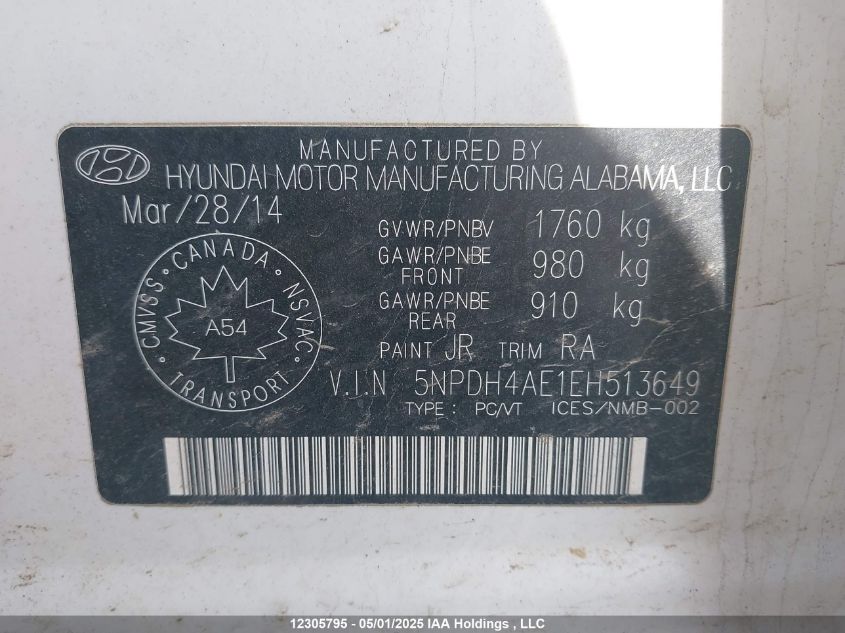 MANUFACTURED BY
HYUNDAI MOTOR MANUFACTURING ALABAMA, LLC
Mar/28/14
GVWR/PNBV 1760 kg
GAWR/PNBE FRONT 980 kg
GAWR/PNBE REAR 910 kg
PAINT JR TRIM RA
CANADA · NSVAC · TRANSPORT · CMVSS ·
A54
V.I.N 5NPDH4AE1EH513649
TYPE : PC/VT ICES/NMB-002
12305795 - 05/01/2025 IAA Holdings , LLC